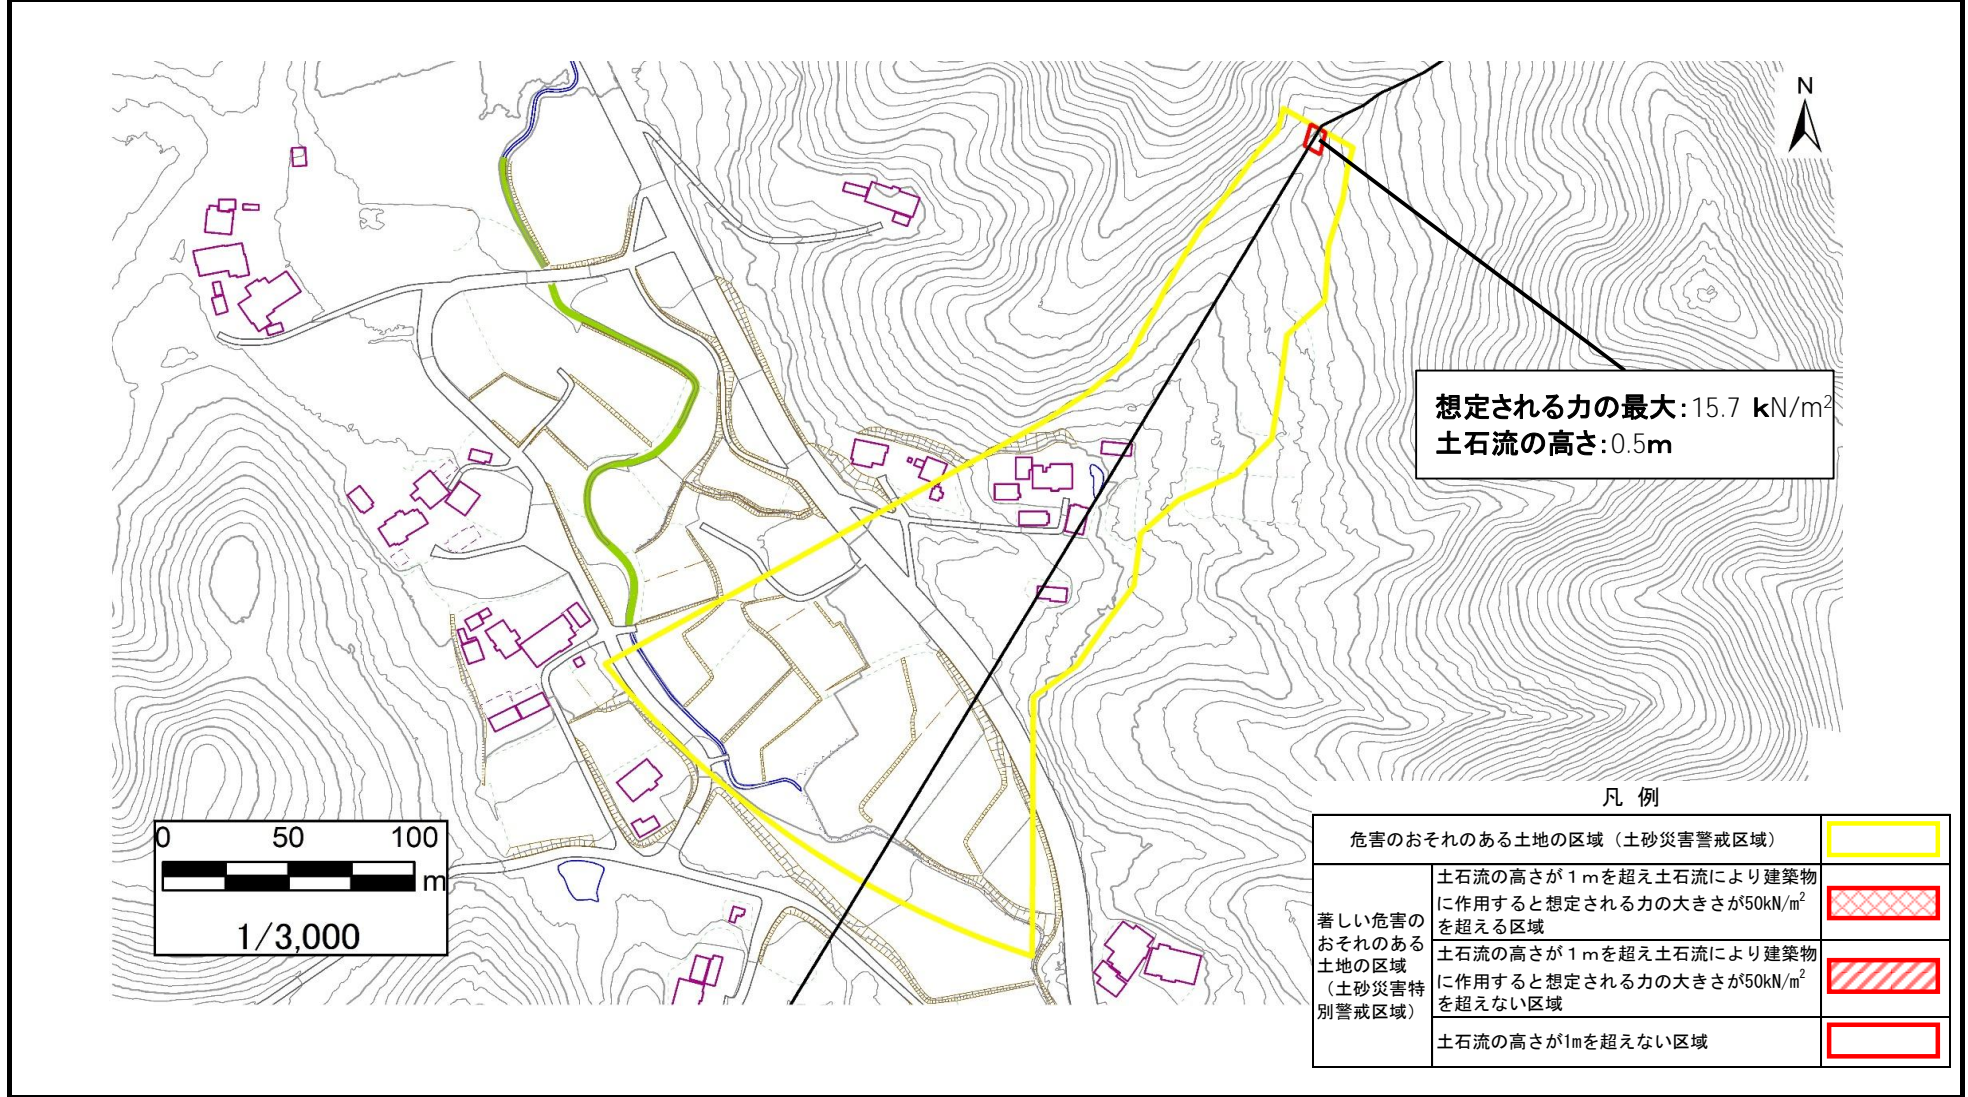 N
想定される力の最大:15.7 kN/m²
土石流の高さ:0.5m
0 50 100
m
1/3,000
凡 例
危害のおそれのある土地の区域（土砂災害警戒区域）
著しい危害の
おそれのある
土地の区域
（土砂災害特
別警戒区域）
土石流の高さが１ｍを超え土石流により建築物
に作用すると想定される力の大きさが50kN/㎡
を超える区域
土石流の高さが１ｍを超え土石流により建築物
に作用すると想定される力の大きさが50kN/㎡
を超えない区域
土石流の高さが1mを超えない区域